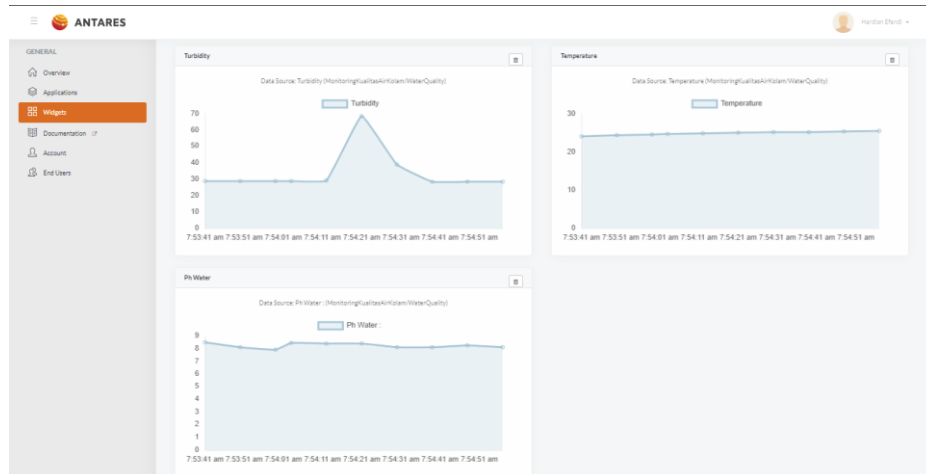 ANTARES
Hardian Efendi
GENERAL
Overview
Applications
Widgets
Documentation
Account
End Users
Turbidity
Data Source: Turbidity (MonitoringKualitasAirKolam/WaterQuality)
Turbidity
70
60
50
40
30
20
10
0
7:53:41 am 7:53:51 am 7:54:01 am 7:54:11 am 7:54:21 am 7:54:31 am 7:54:41 am 7:54:51 am
Temperature
Data Source: Temperature (MonitoringKualitasAirKolam/WaterQuality)
Temperature
30
20
10
0
7:53:41 am 7:53:51 am 7:54:01 am 7:54:11 am 7:54:21 am 7:54:31 am 7:54:41 am 7:54:51 am
Ph Water
Data Source: Ph Water : (MonitoringKualitasAirKolam/WaterQuality)
Ph Water :
9
8
7
6
5
4
3
2
1
0
7:53:41 am 7:53:51 am 7:54:01 am 7:54:11 am 7:54:21 am 7:54:31 am 7:54:41 am 7:54:51 am